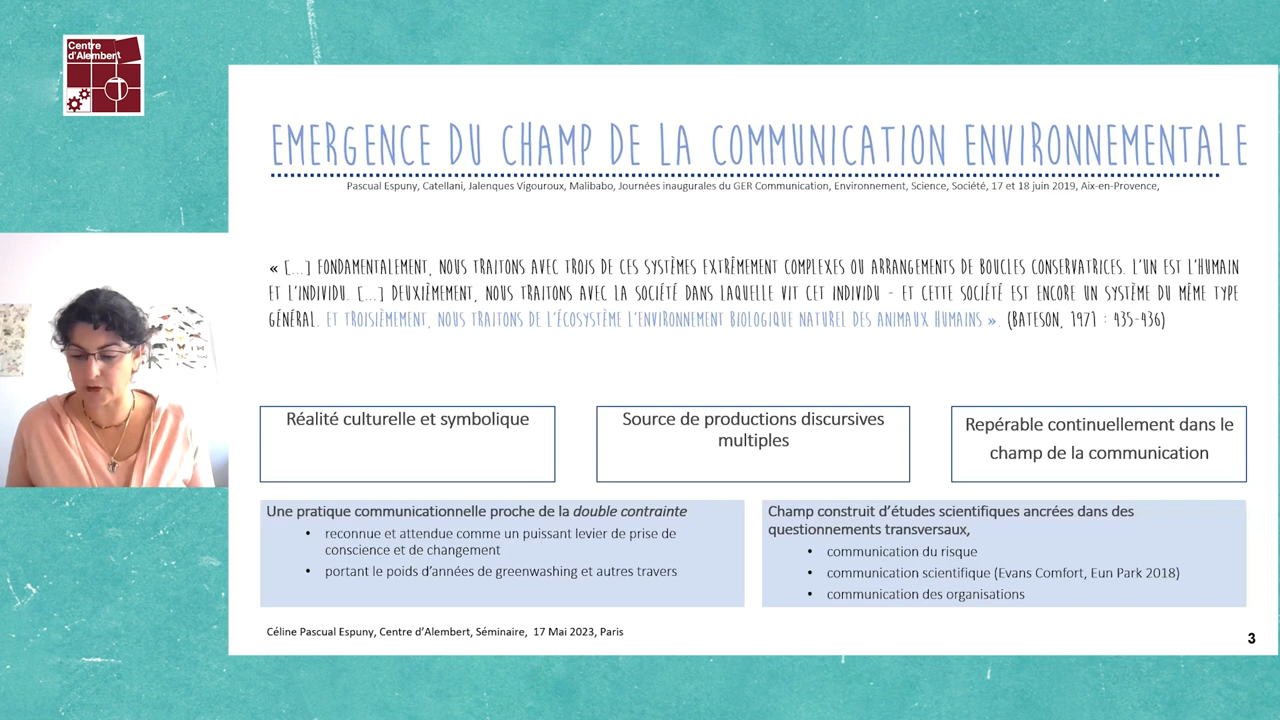 Centre
d'Alembert
EMERGENCE DU CHAMP DE LA COMMUNICATION ENVIRONNEMENTALE
Pascual Espuny, Catellani, Jalenques Vigouroux, Malibabo, Journées inaugurales du GER Communication, Environnement, Science, Société, 17 et 18 juin 2019, Aix-en-Provence,
« [...] FONDAMENTALEMENT, NOUS TRAITONS AVEC TROIS DE CES SYSTÈMES EXTRÊMEMENT COMPLEXES OU ARRANGEMENTS DE BOUCLES CONSERVATRICES. L'UN EST L'HUMAIN
ET L'INDIVIDU. [...] DEUXIÈMEMENT, NOUS TRAITONS AVEC LA SOCIÉTÉ DANS LAQUELLE VIT CET INDIVIDU - ET CETTE SOCIÉTÉ EST ENCORE UN SYSTÈME DU MÊME TYPE
GÉNÉRAL. ET TROISIÈMEMENT, NOUS TRAITONS DE L'ÉCOSYSTÈME L'ENVIRONNEMENT BIOLOGIQUE NATUREL DES ANIMAUX HUMAINS ». (BATESON, 1971 : 435-436)
Réalité culturelle et symbolique
Source de productions discursives
multiples
Repérable continuellement dans le
champ de la communication
Une pratique communicationnelle proche de la double contrainte
• reconnue et attendue comme un puissant levier de prise de
conscience et de changement
• portant le poids d'années de greenwashing et autres travers
Champ construit d'études scientifiques ancrées dans des
questionnements transversaux,
• communication du risque
• communication scientifique (Evans Comfort, Eun Park 2018)
• communication des organisations
Céline Pascual Espuny, Centre d'Alembert, Séminaire, 17 Mai 2023, Paris
3